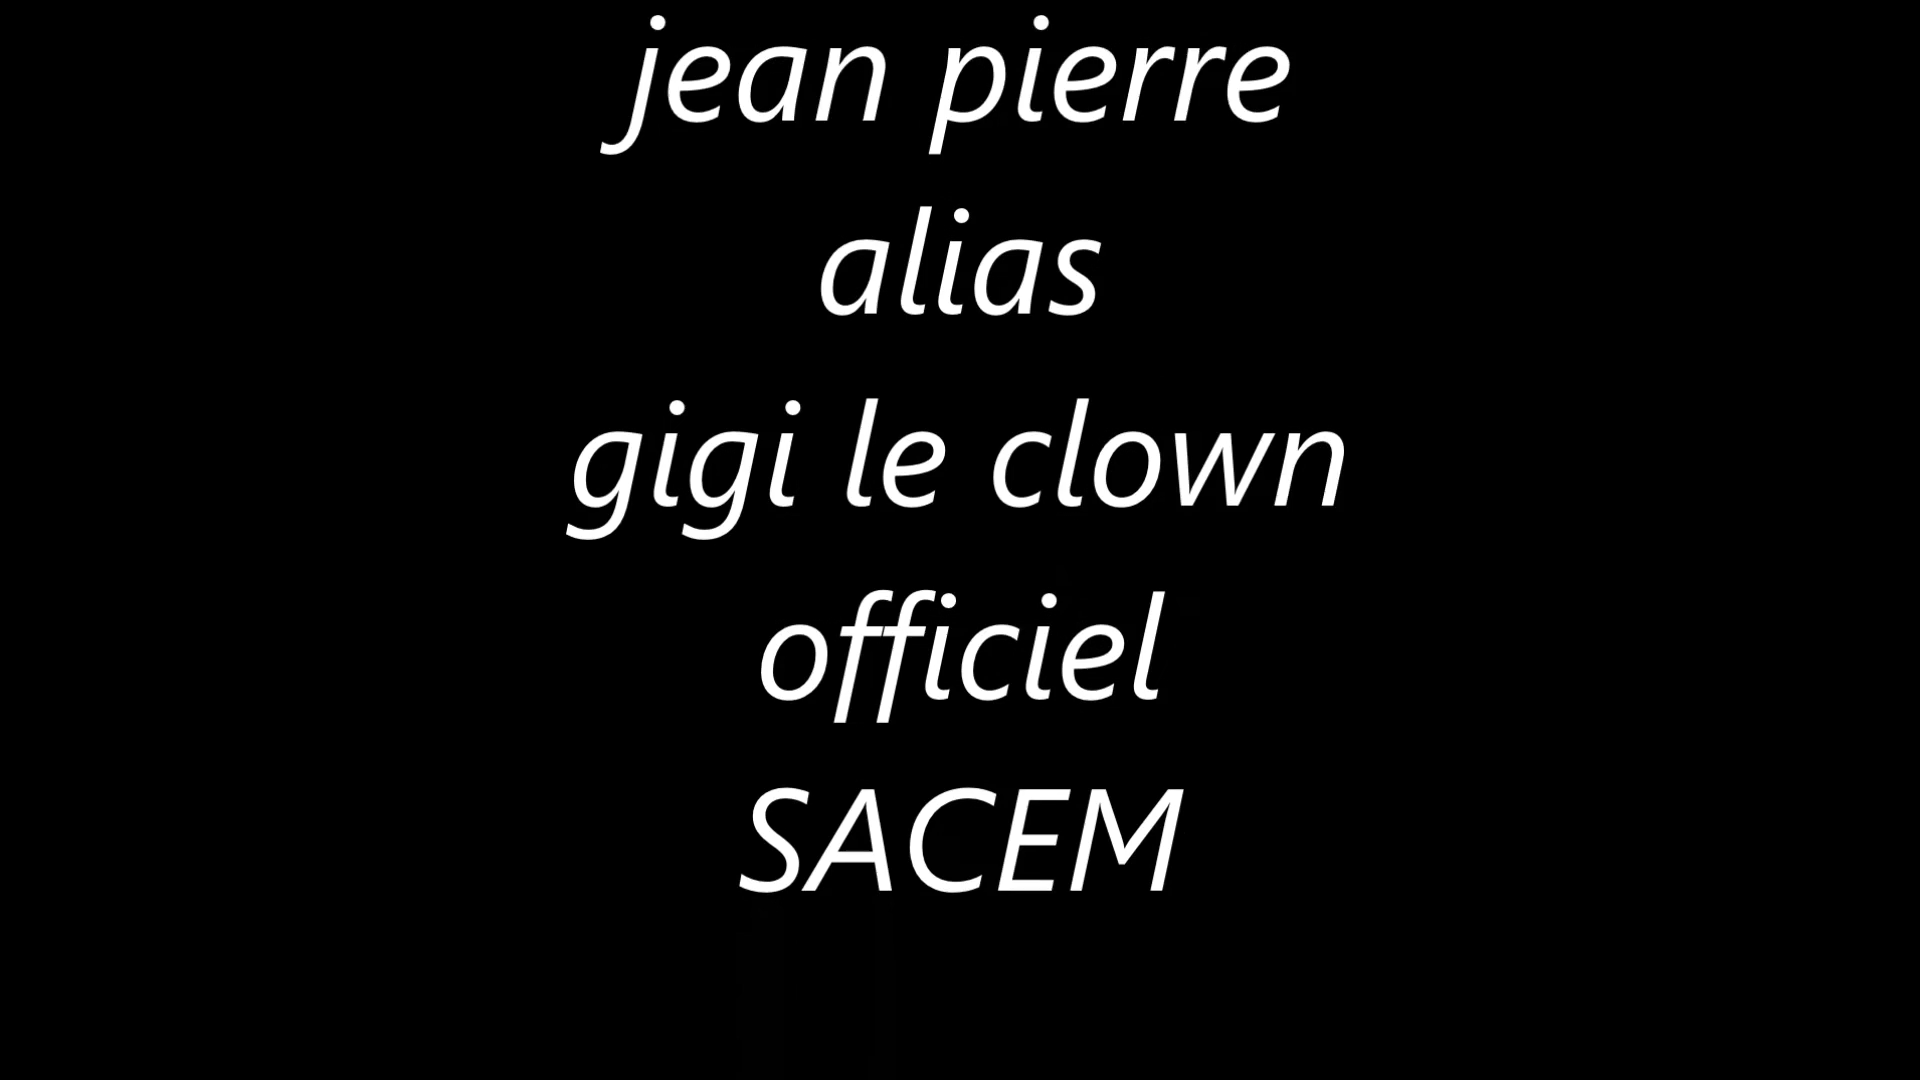 jean pierre
alias
gigi le clown
officiel
SACEM